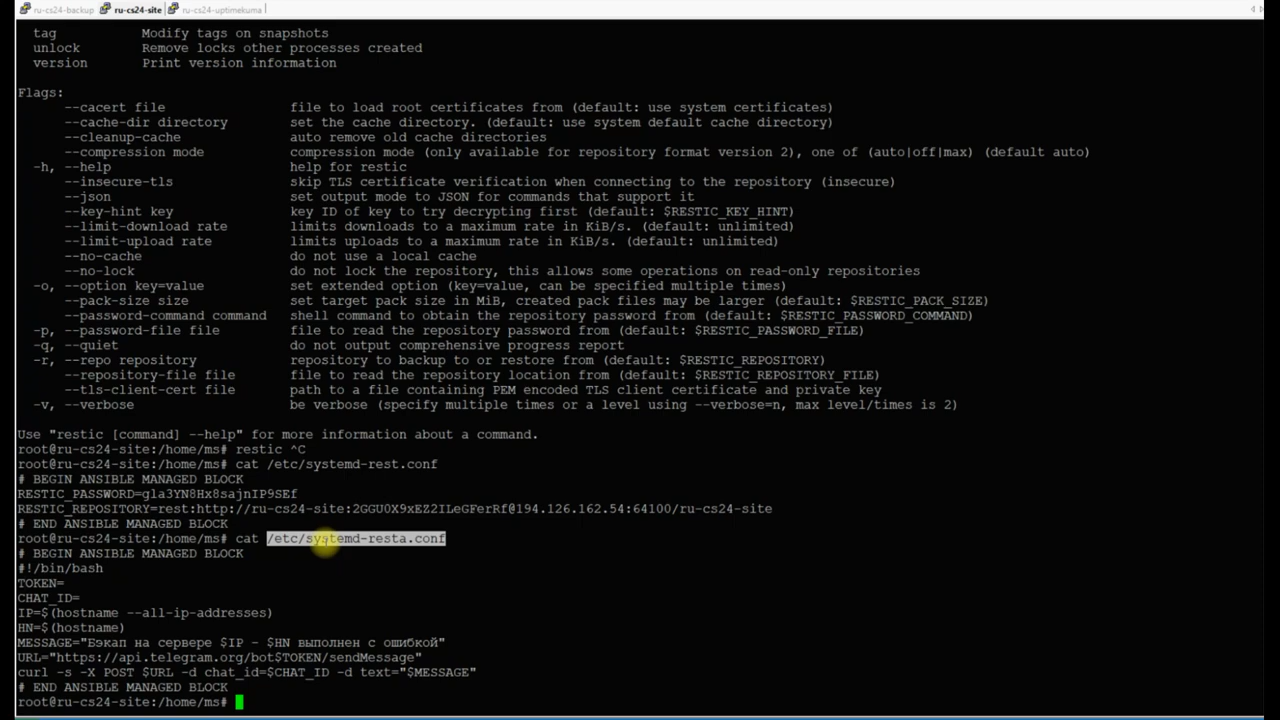 ru-cs24-backup ru-cs24-site ru-cs24-uptimekuma
tag Modify tags on snapshots
unlock Remove locks other processes created
version Print version information
Flags:
--cacert file file to load root certificates from (default: use system certificates)
--cache-dir directory set the cache directory. (default: use system default cache directory)
--cleanup-cache auto remove old cache directories
--compression mode compression mode (only available for repository format version 2), one of (auto|off|max) (default auto)
-h, --help help for restic
--insecure-tls skip TLS certificate verification when connecting to the repository (insecure)
--json set output mode to JSON for commands that support it
--key-hint key key ID of key to try decrypting first (default: $RESTIC_KEY_HINT)
--limit-download rate limits downloads to a maximum rate in KiB/s. (default: unlimited)
--limit-upload rate limits uploads to a maximum rate in KiB/s. (default: unlimited)
--no-cache do not use a local cache
--no-lock do not lock the repository, this allows some operations on read-only repositories
-o, --option key=value set extended option (key=value, can be specified multiple times)
--pack-size size set target pack size in MiB, created pack files may be larger (default: $RESTIC_PACK_SIZE)
--password-command command shell command to obtain the repository password from (default: $RESTIC_PASSWORD_COMMAND)
-p, --password-file file file to read the repository password from (default: $RESTIC_PASSWORD_FILE)
-q, --quiet do not output comprehensive progress report
-r, --repo repository repository to backup to or restore from (default: $RESTIC_REPOSITORY)
--repository-file file file to read the repository location from (default: $RESTIC_REPOSITORY_FILE)
--tls-client-cert file path to a file containing PEM encoded TLS client certificate and private key
-v, --verbose be verbose (specify multiple times or a level using --verbose=n, max level/times is 2)
Use "restic [command] --help" for more information about a command.
root@ru-cs24-site:/home/ms# restic ^C
root@ru-cs24-site:/home/ms# cat /etc/systemd-rest.conf
# BEGIN ANSIBLE MANAGED BLOCK
RESTIC_PASSWORD=gla3YN8Hx8sajnIP9SEf
RESTIC_REPOSITORY=rest:http://ru-cs24-site:2GGU0X9xEZ2ILeGFerRf@194.126.162.54:64100/ru-cs24-site
# END ANSIBLE MANAGED BLOCK
root@ru-cs24-site:/home/ms# cat /etc/systemd-resta.conf
# BEGIN ANSIBLE MANAGED BLOCK
#!/bin/bash
TOKEN=
CHAT_ID=
IP=$(hostname --all-ip-addresses)
HN=$(hostname)
MESSAGE="Бэкап на сервере $IP - $HN выполнен с ошибкой"
URL="https://api.telegram.org/bot$TOKEN/sendMessage"
curl -s -X POST $URL -d chat_id=$CHAT_ID -d text="$MESSAGE"
# END ANSIBLE MANAGED BLOCK
root@ru-cs24-site:/home/ms#